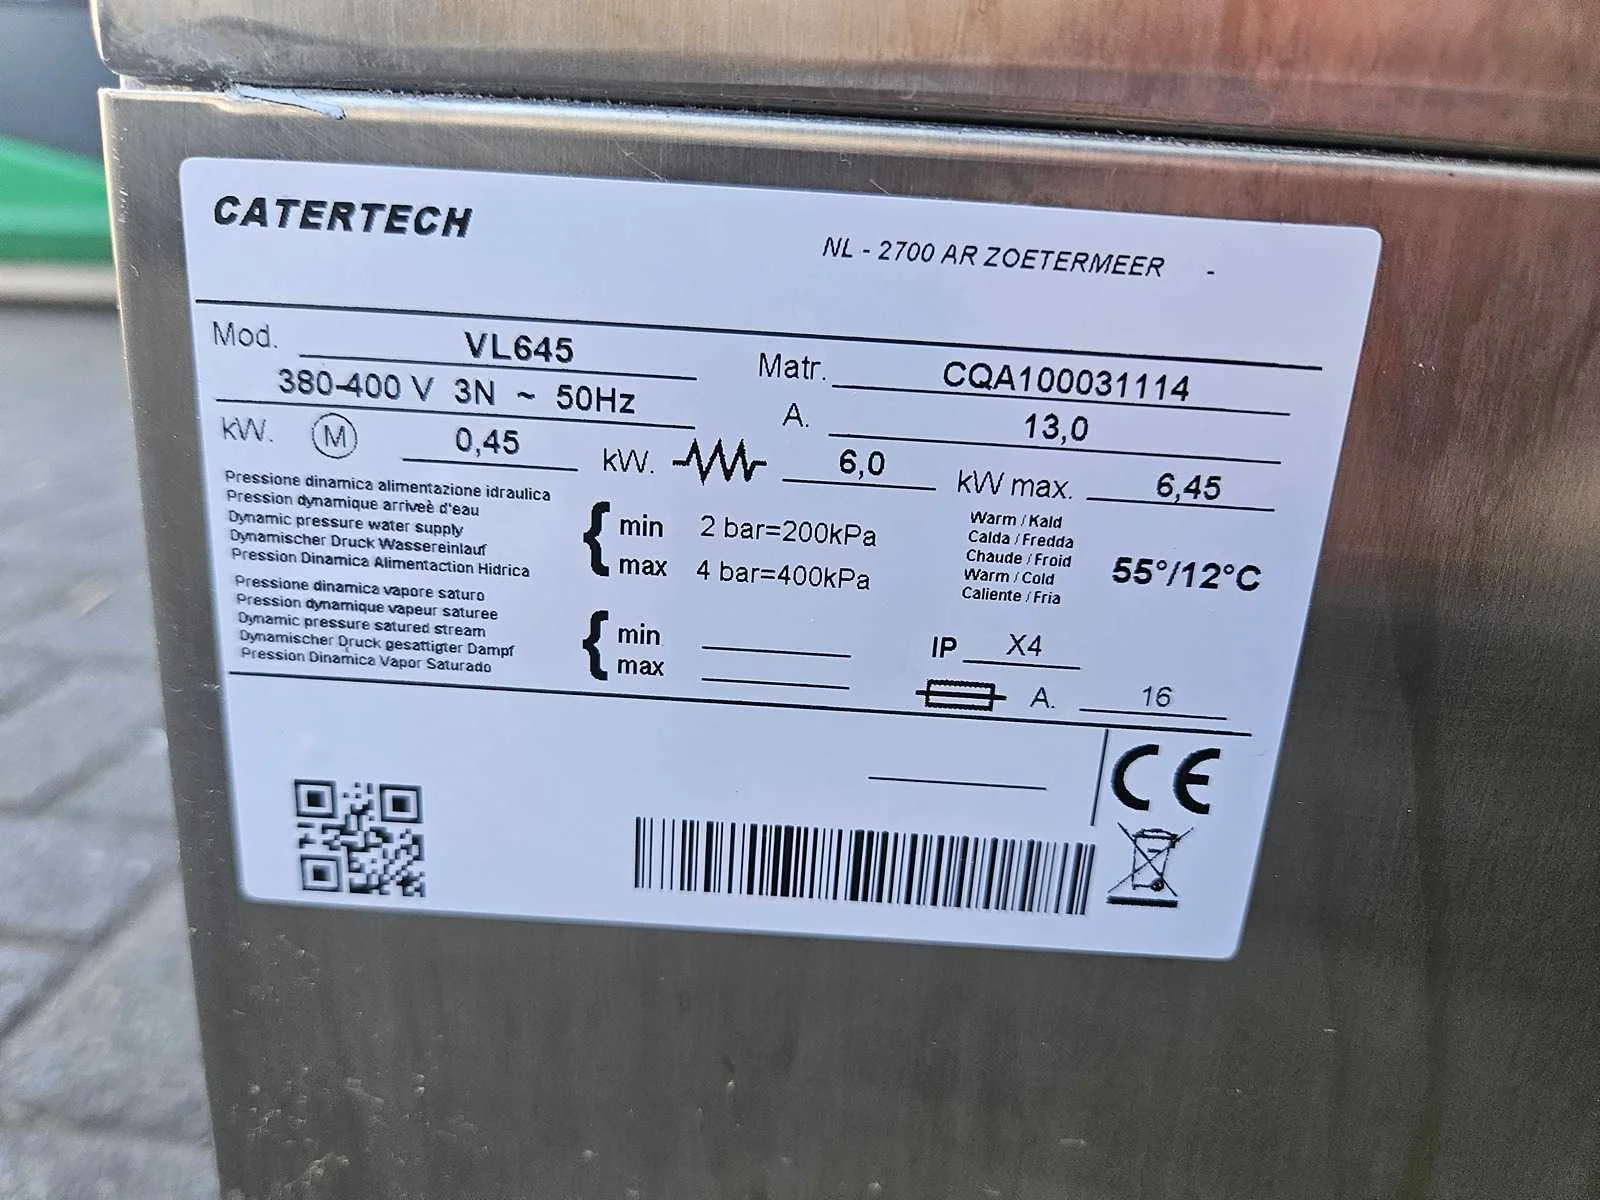 CATERTECH
NL - 2700 AR ZOETERMEER -
Mod. VL645
Matr. CQA100031114
380-400 V 3N ~ 50Hz
A. 13,0
kW. M 0,45 kW. 6,0 kW max. 6,45
Pressione dinamica alimentazione idraulica
Pression dynamique arriveè d'eau
Dynamic pressure water supply
Dynamischer Druck Wassereinlauf
Pression Dinamica Alimentaction Hidrica
{ min 2 bar=200kPa
max 4 bar=400kPa
Warm / Kald
Calda / Fredda
Chaude / Froid
Warm / Cold
Caliente / Fria
55°/12°C
Pressione dinamica vapore saturo
Pression dynamique vapeur saturee
Dynamic pressure satured stream
Dynamischer Druck gesattigter Dampf
Pression Dinamica Vapor Saturado
{ min
max
IP X4
A. 16
CE